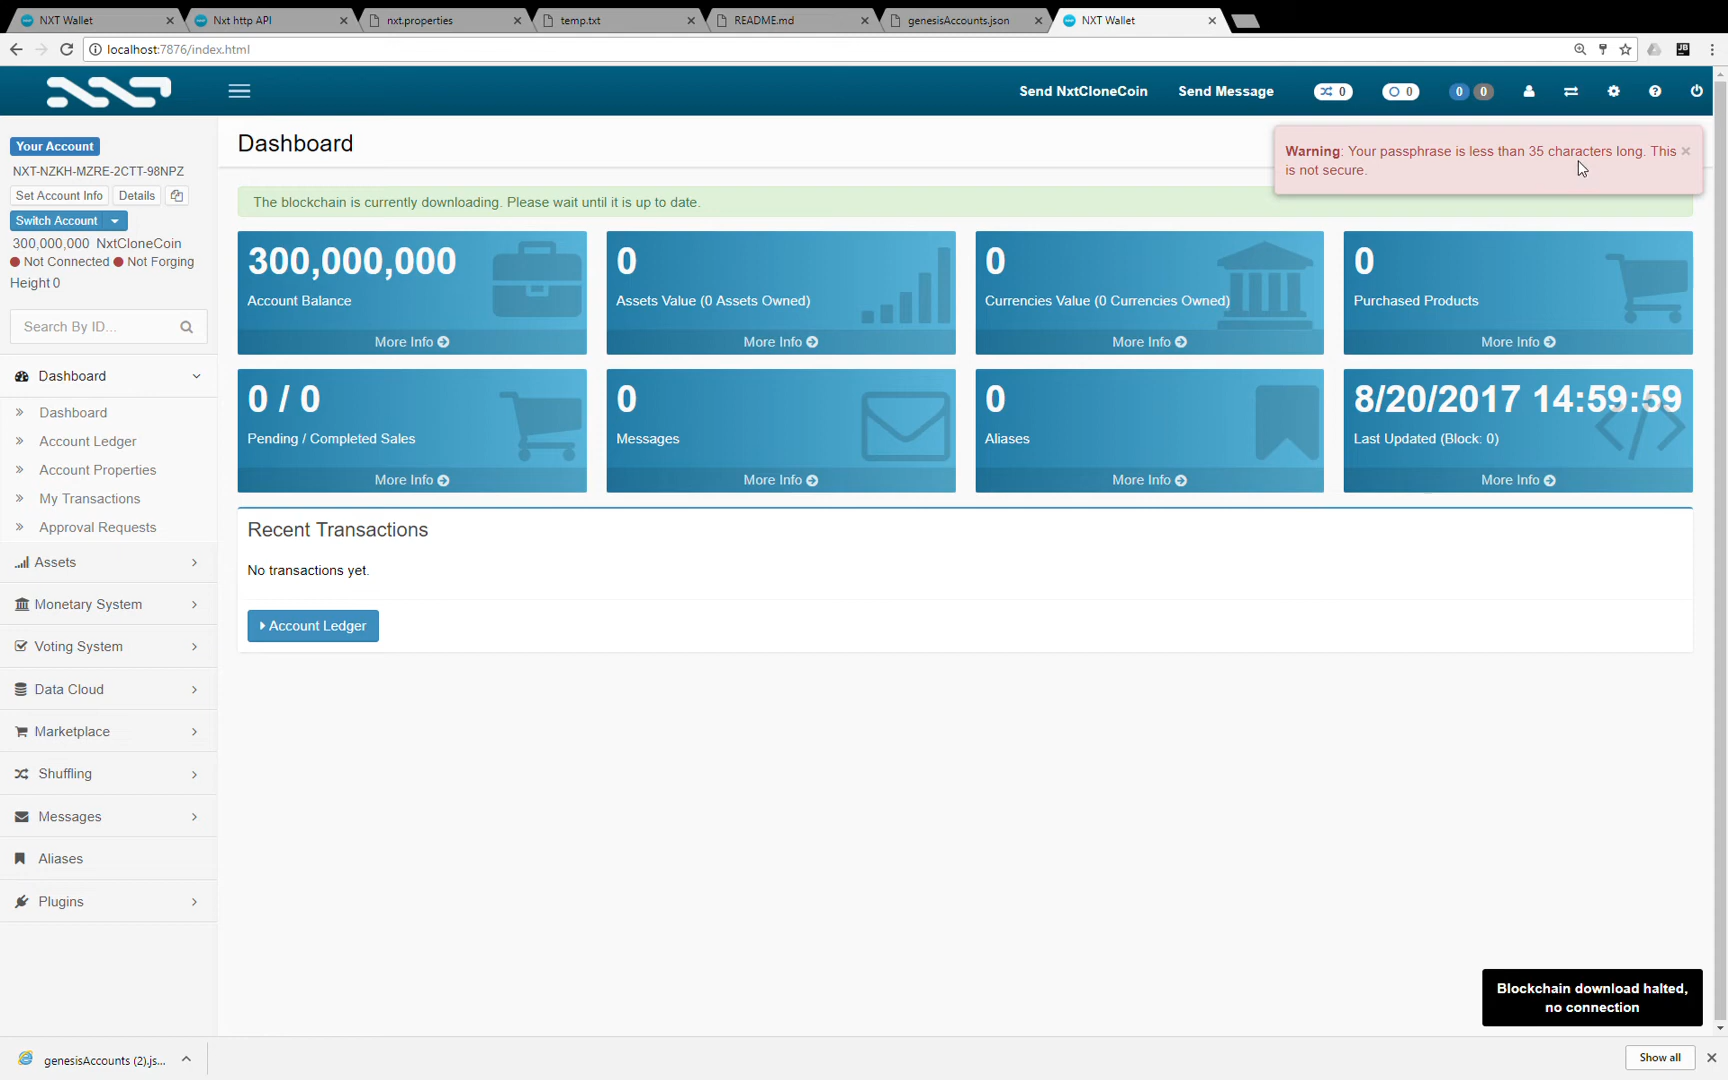 NXT Wallet
Nxt http API
nxt.properties
temp.txt
README.md
genesisAccounts.json
NXT Wallet
localhost:7876/index.html
NXT
Send NxtCloneCoin
Send Message
0
0
0
0
Your Account
NXT-NZKH-MZRE-2CTT-98NPZ
Set Account Info
Details
Switch Account
300,000,000 NxtCloneCoin
Not Connected
Not Forging
Height 0
Search By ID...
Dashboard
Dashboard
Account Ledger
Account Properties
My Transactions
Approval Requests
Assets
Monetary System
Voting System
Data Cloud
Marketplace
Shuffling
Messages
Aliases
Plugins
Dashboard
Warning: Your passphrase is less than 35 characters long. This
is not secure.
The blockchain is currently downloading. Please wait until it is up to date.
300,000,000
Account Balance
More Info
0
Assets Value (0 Assets Owned)
More Info
0
Currencies Value (0 Currencies Owned)
More Info
0
Purchased Products
More Info
0 / 0
Pending / Completed Sales
More Info
0
Messages
More Info
0
Aliases
More Info
8/20/2017 14:59:59
Last Updated (Block: 0)
More Info
Recent Transactions
No transactions yet.
Account Ledger
Blockchain download halted,
no connection
genesisAccounts (2).js...
Show all